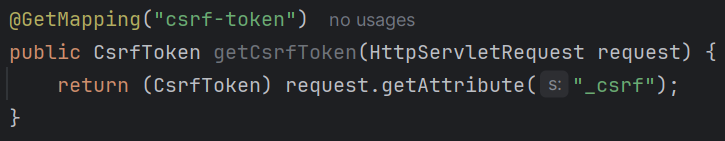 @GetMapping("csrf-token") no usages
public CsrfToken getCsrfToken(HttpServletRequest request) {
    return (CsrfToken) request.getAttribute( s: "_csrf");
}